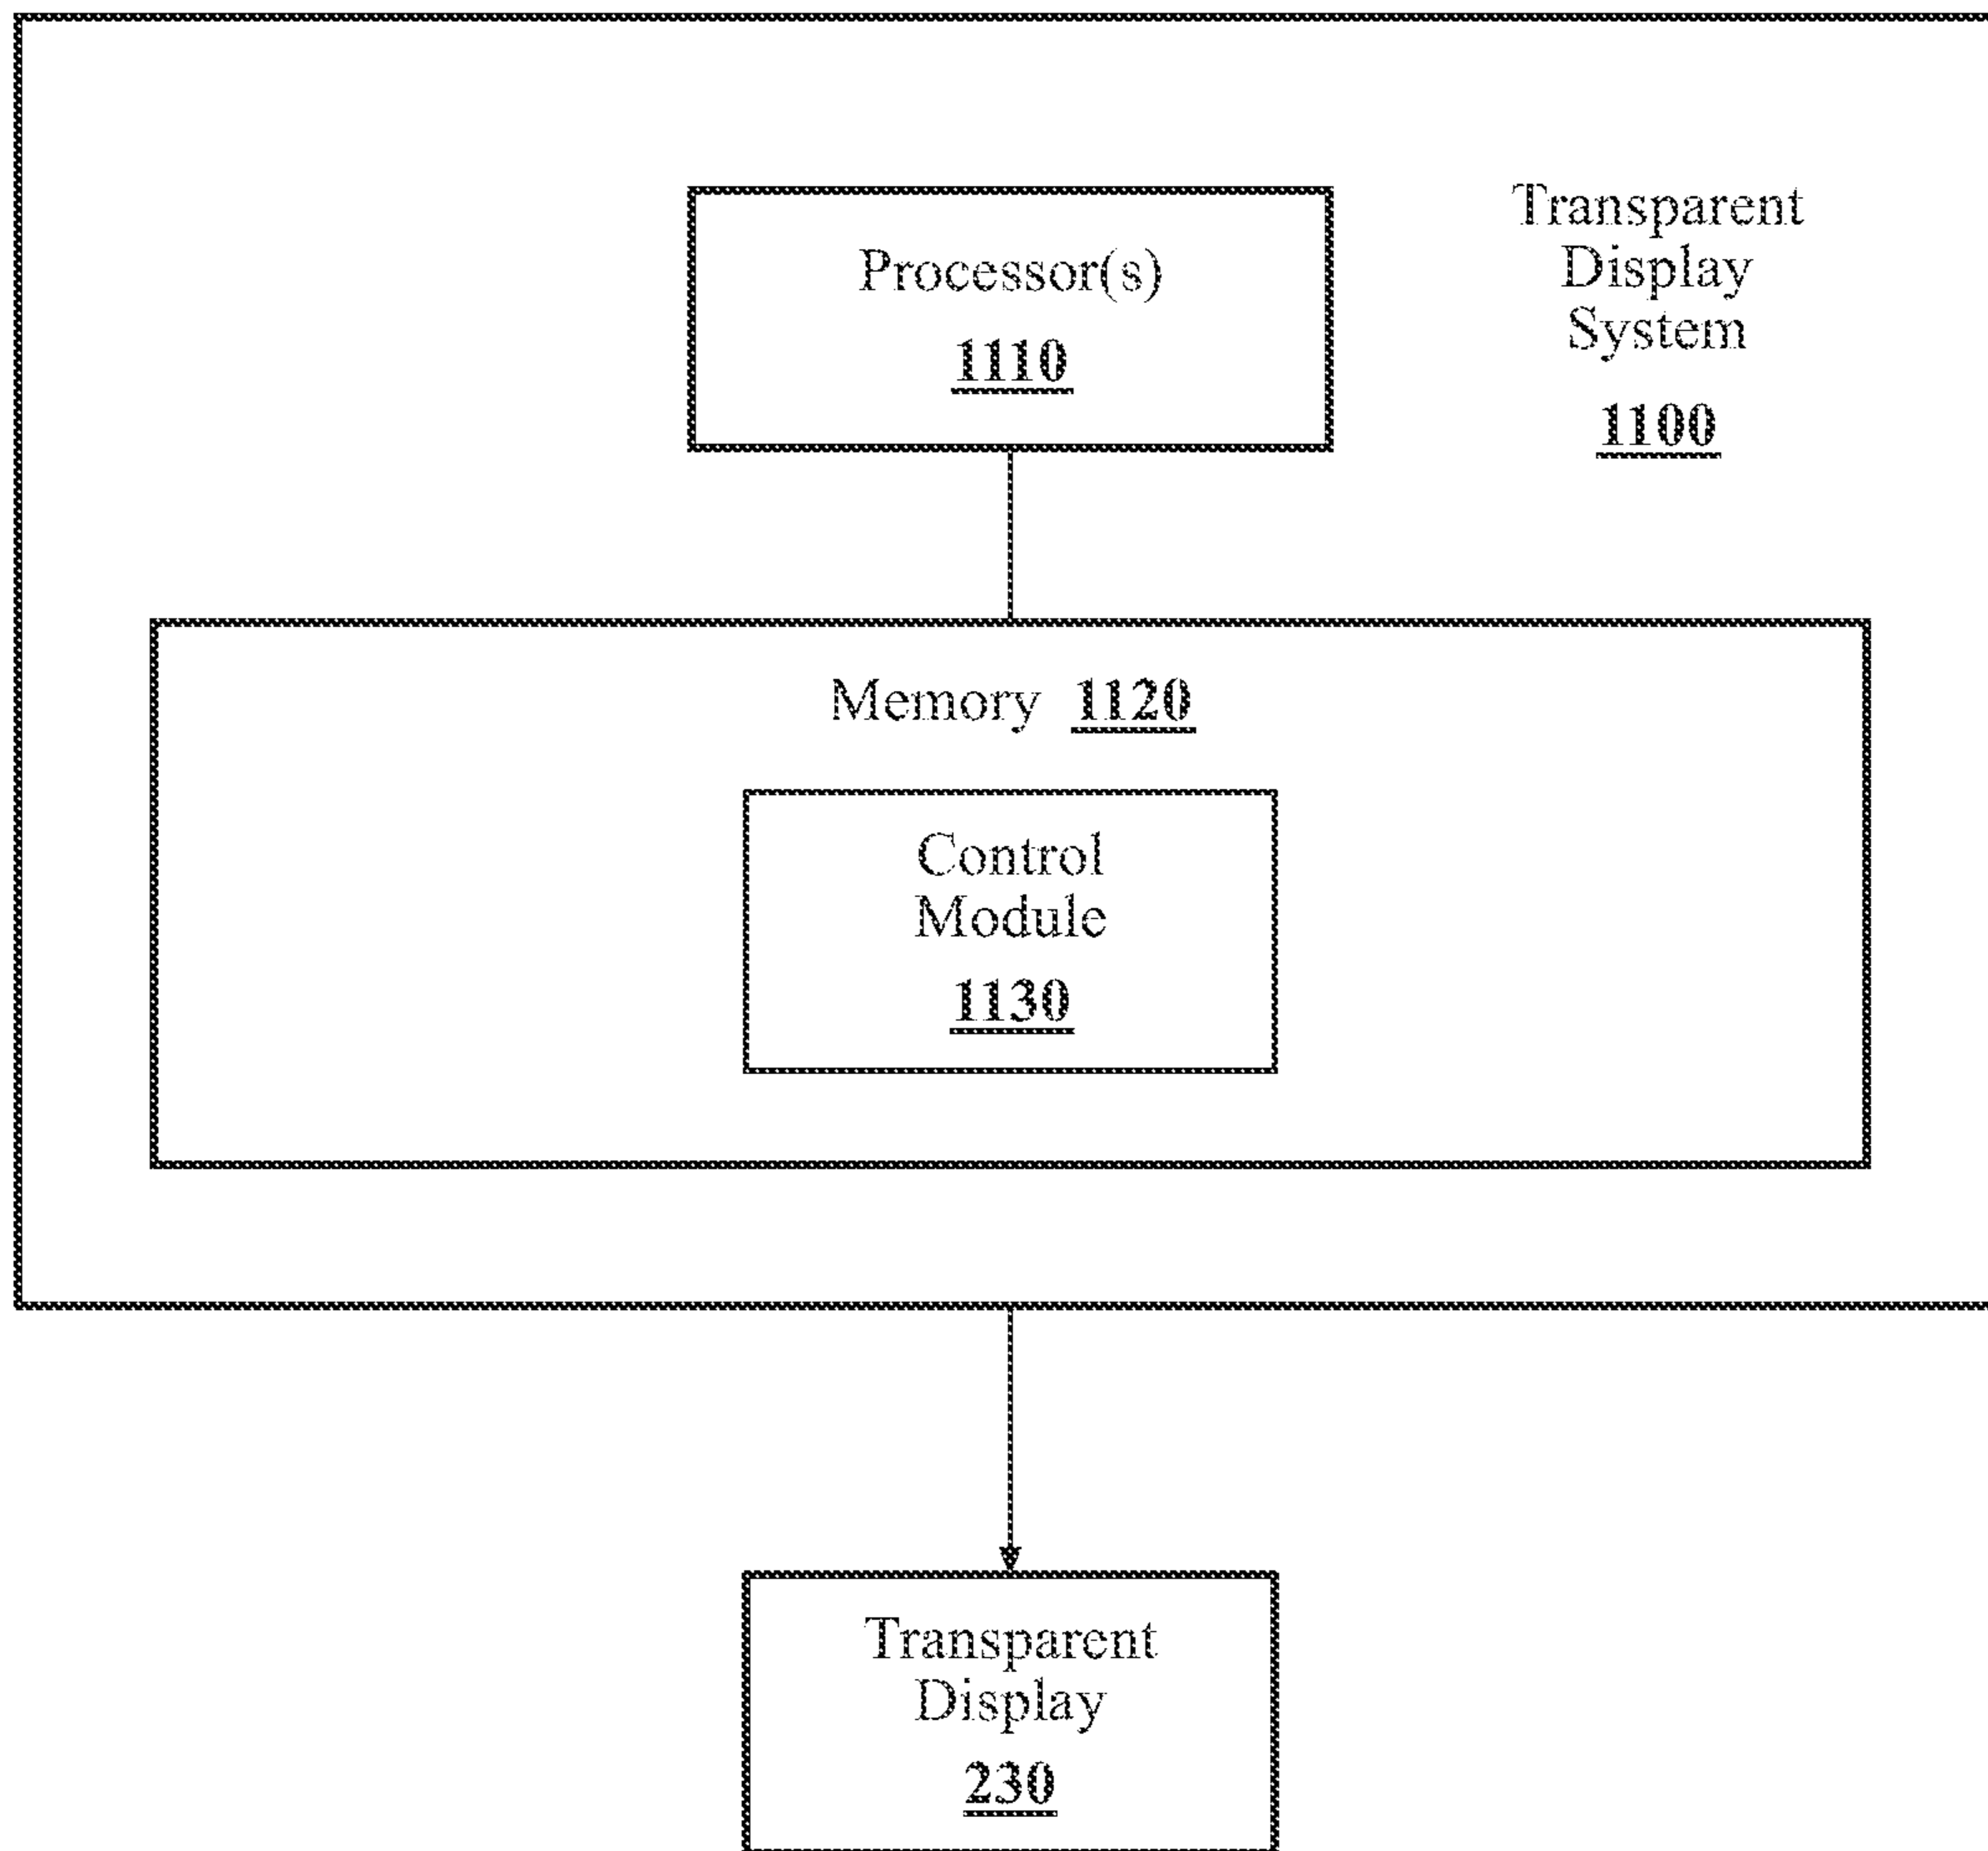 Processor(s)
1110
Transparent
Display
System
1100
Memory 1120
Control
Module
1130
Transparent
Display
230